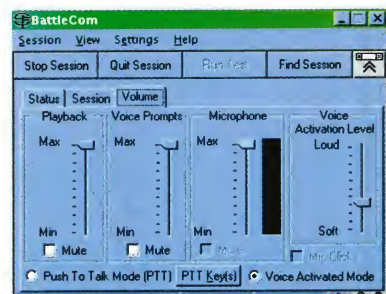 BattleCom
Session View Settings Help
Stop Session Quit Session Run Test Find Session
Status Session Volume
Playback Voice Prompts Microphone Voice Activation Level
Max Max Max Loud
Min Min Min Soft
Mute Mute Mute
Mic Click
Push To Talk Mode (PTT) PTT Key(s) Voice Activated Mode